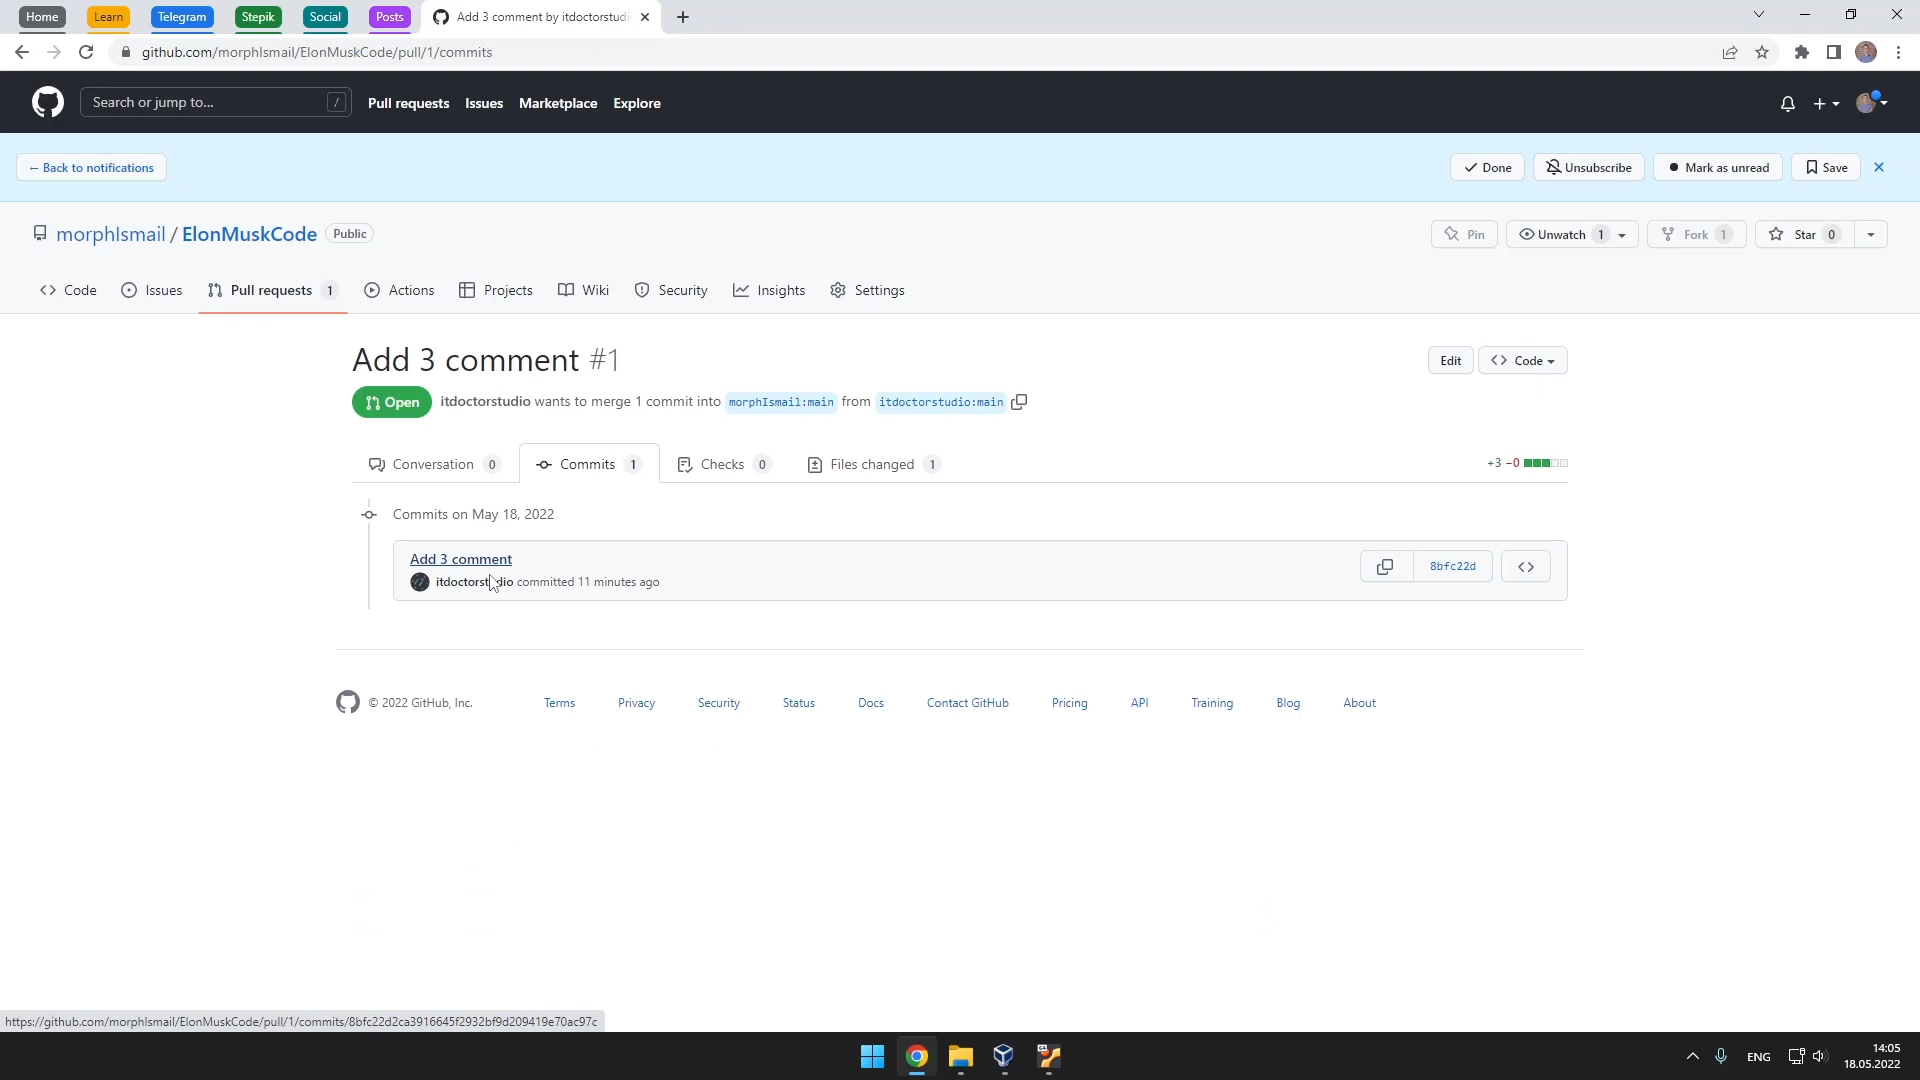 Home Learn Telegram Stepik Social Posts Add 3 comment by itdoctorstudi
github.com/morphIsmail/ElonMuskCode/pull/1/commits
Search or jump to... / Pull requests Issues Marketplace Explore
← Back to notifications Done Unsubscribe Mark as unread Save
morphIsmail / ElonMuskCode Public Pin Unwatch 1 Fork 1 Star 0
Code Issues Pull requests 1 Actions Projects Wiki Security Insights Settings
Add 3 comment #1 Edit Code
Open itdoctorstudio wants to merge 1 commit into morphIsmail:main from itdoctorstudio:main
Conversation 0 Commits 1 Checks 0 Files changed 1 +3 −0
Commits on May 18, 2022
Add 3 comment
itdoctorstudio committed 11 minutes ago 8bfc22d
© 2022 GitHub, Inc. Terms Privacy Security Status Docs Contact GitHub Pricing API Training Blog About
https://github.com/morphIsmail/ElonMuskCode/pull/1/commits/8bfc22d2ca3916645f2932bf9d209419e70ac97c
ENG 14:05
18.05.2022